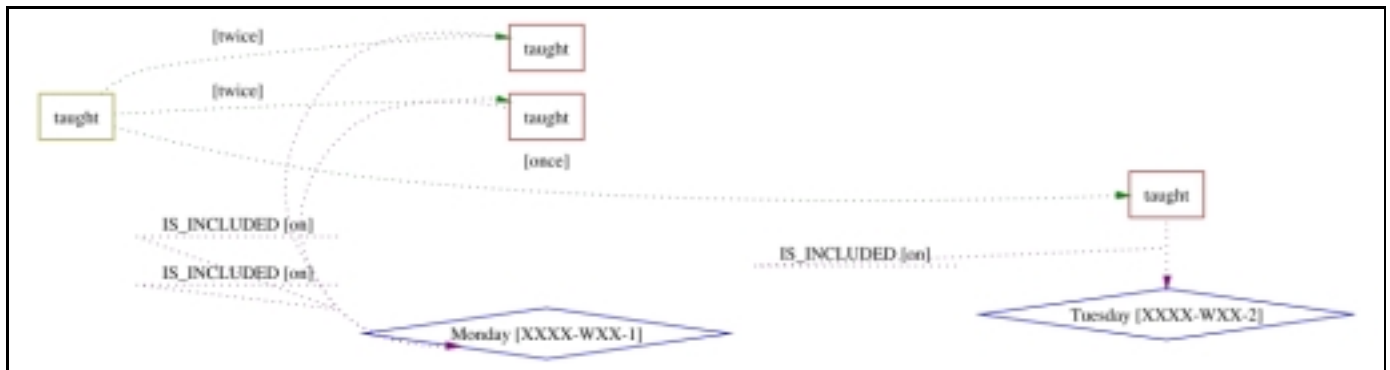 [twice]
taught
[twice]
taught
taught
[once]
taught
IS_INCLUDED [on]
IS_INCLUDED [on]
IS_INCLUDED [on]
Monday [XXXX-WXX-1]
Tuesday [XXXX-WXX-2]